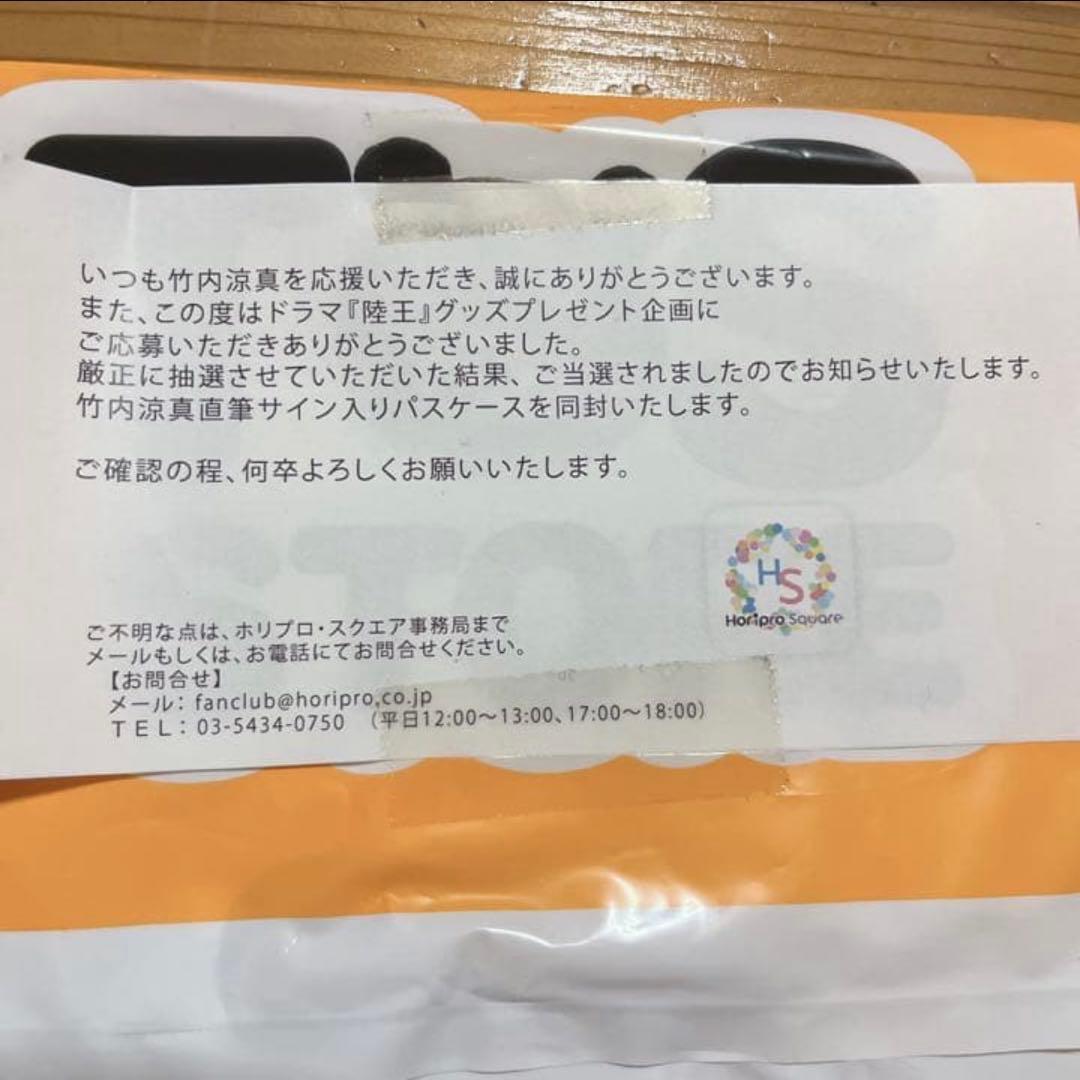 いつも竹内涼真を応援いただき、誠にありがとうございます。
また、この度はドラマ『陸王』グッズプレゼント企画に
ご応募いただきありがとうございました。
厳正に抽選させていただいた結果、ご当選されましたのでお知らせいたします。
竹内涼真直筆サイン入りパスケースを同封いたします。
ご確認の程、何卒よろしくお願いいたします。
HS
Horipro Square
ご不明な点は、ホリプロ・スクエア事務局まで
メールもしくは、お電話にてお問合せください。
【お問合せ】
メール：fanclub@horipro.co.jp
ＴＥＬ：03-5434-0750　（平日12:00～13:00、17:00～18:00）